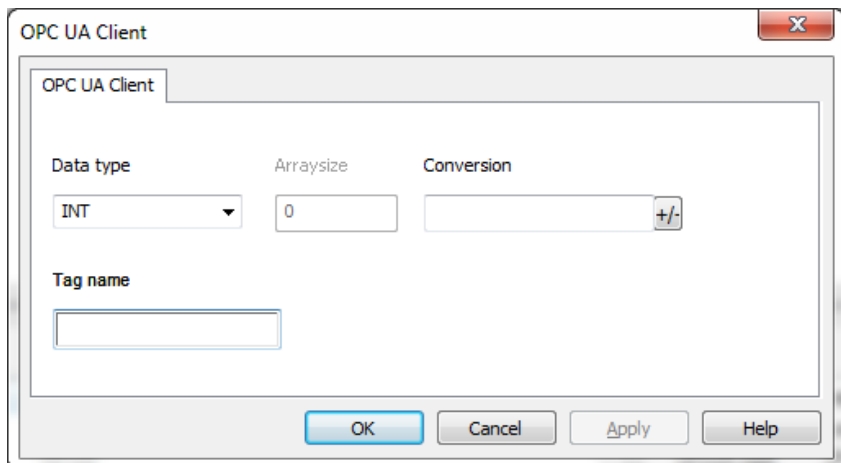 OPC UA Client
OPC UA Client
Data type Arraysize Conversion
INT 0 +/-
Tag name
OK Cancel Apply Help